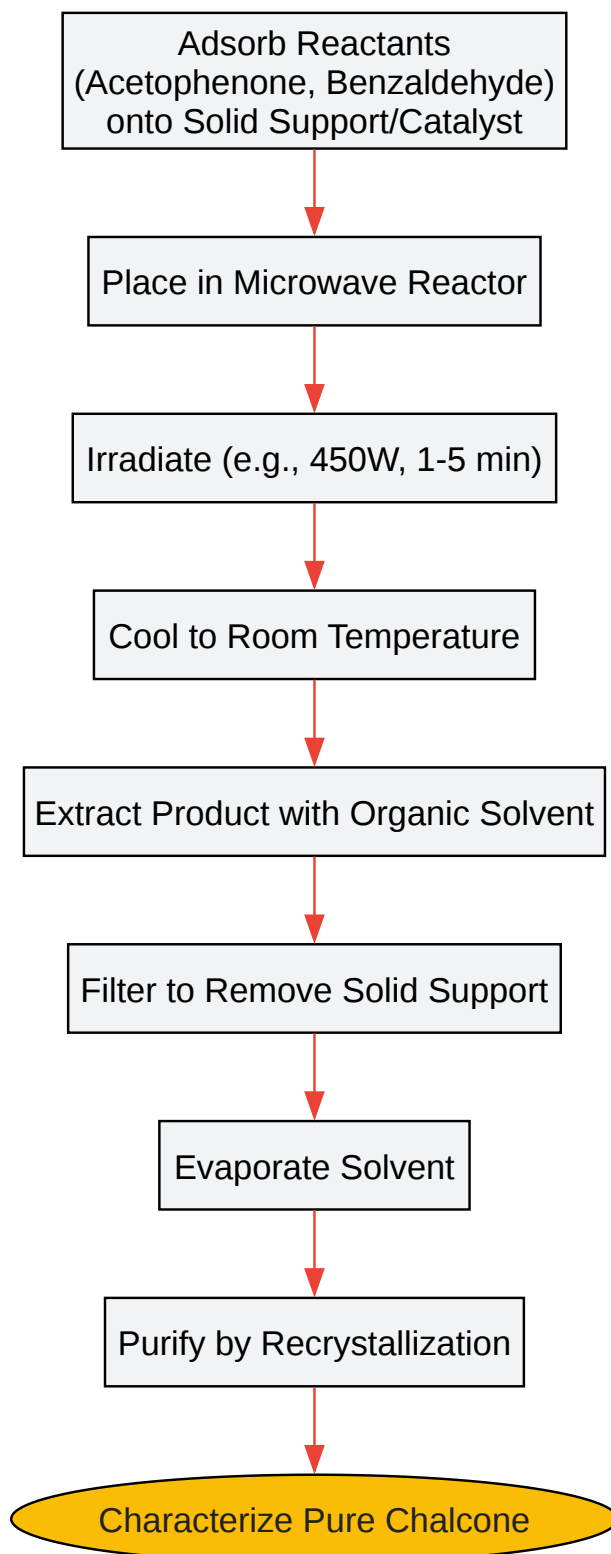 Adsorb Reactants
(Acetophenone, Benzaldehyde)
onto Solid Support/Catalyst
Place in Microwave Reactor
Irradiate (e.g., 450W, 1-5 min)
Cool to Room Temperature
Extract Product with Organic Solvent
Filter to Remove Solid Support
Evaporate Solvent
Purify by Recrystallization
Characterize Pure Chalcone